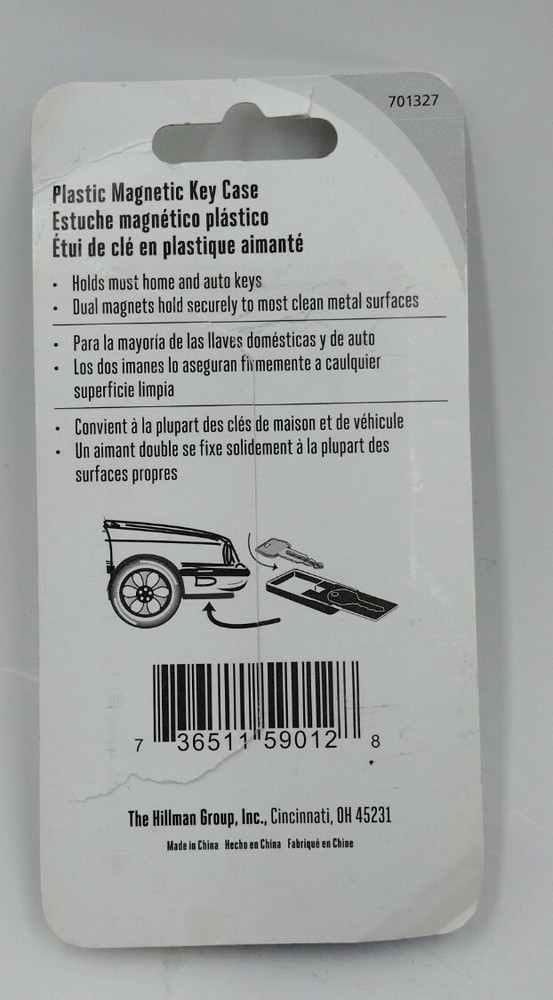 701327
Plastic Magnetic Key Case
Estuche magnético plástico
Étui de clé en plastique aimanté
• Holds most home and auto keys
• Dual magnets hold securely to most clean metal surfaces
• Para la mayoría de las llaves domésticas y de auto
• Los dos imanes lo aseguran firmemente a caulquier
superficie limpia
• Convient à la plupart des clés de maison et de véhicule
• Un aimant double se fixe solidement à la plupart des
surfaces propres
7 36511 59012 8
The Hillman Group, Inc., Cincinnati, OH 45231
Made in China Hecho en China Fabriqué en Chine